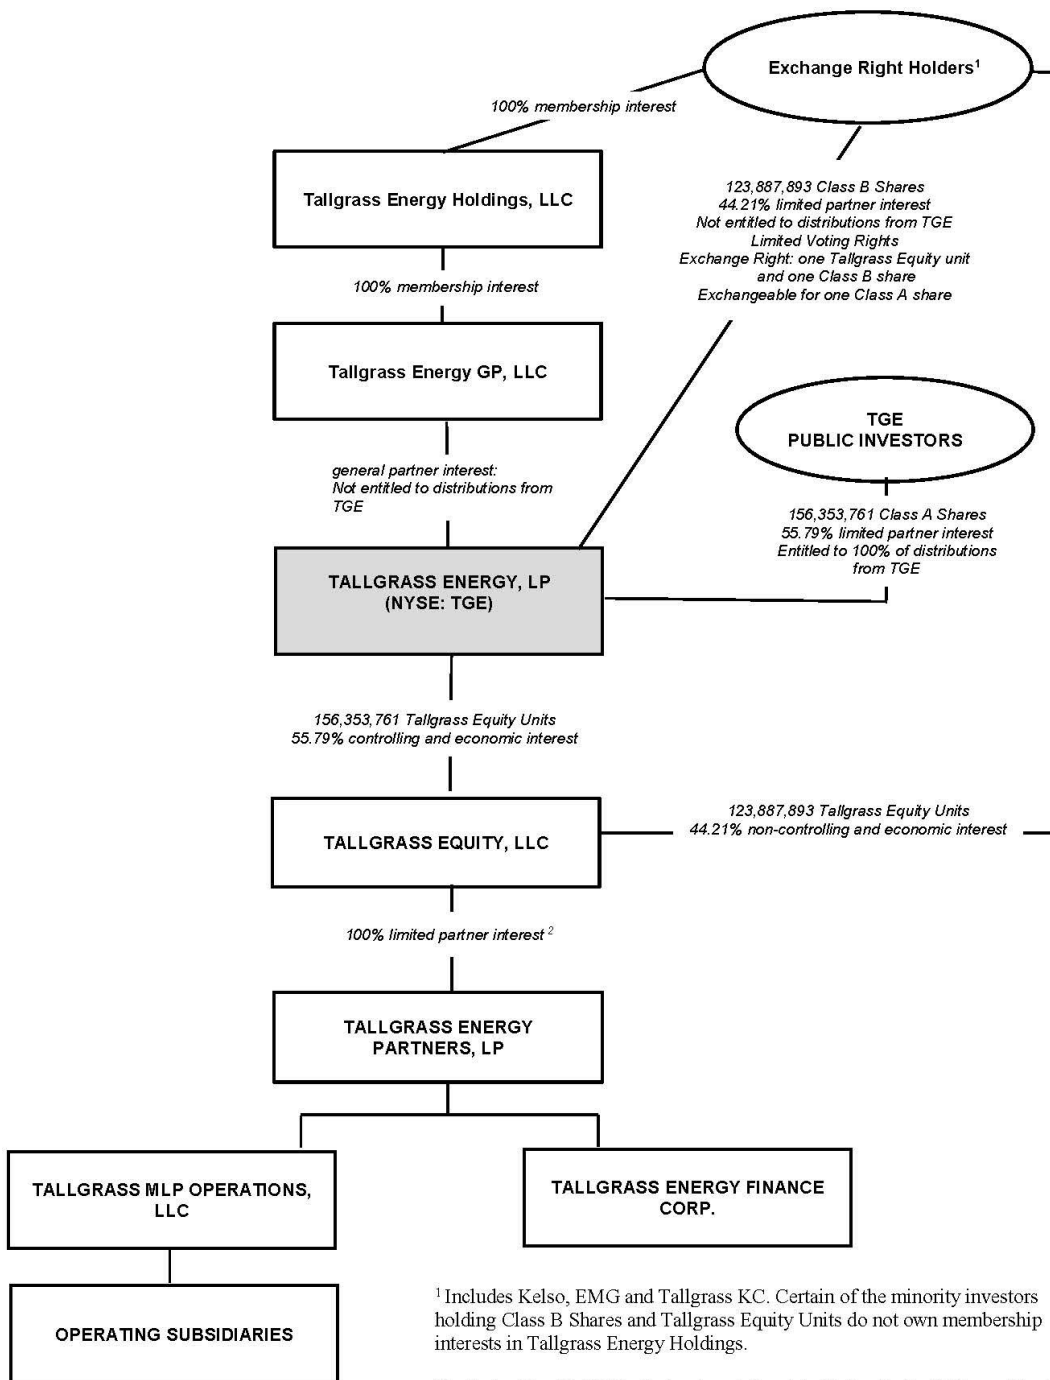 Exchange Right Holders1
100% membership interest
Tallgrass Energy Holdings, LLC
123,887,893 Class B Shares
44.21% limited partner interest
Not entitled to distributions from TGE
Limited Voting Rights
Exchange Right: one Tallgrass Equity unit
and one Class B share
Exchangeable for one Class A share
100% membership interest
Tallgrass Energy GP, LLC
TGE
PUBLIC INVESTORS
general partner interest:
Not entitled to distributions from
TGE
156,353,761 Class A Shares
55.79% limited partner interest
Entitled to 100% of distributions
from TGE
TALLGRASS ENERGY, LP
(NYSE: TGE)
156,353,761 Tallgrass Equity Units
55.79% controlling and economic interest
TALLGRASS EQUITY, LLC
123,887,893 Tallgrass Equity Units
44.21% non-controlling and economic interest
100% limited partner interest 2
TALLGRASS ENERGY
PARTNERS, LP
TALLGRASS MLP OPERATIONS,
LLC
TALLGRASS ENERGY FINANCE
CORP.
OPERATING SUBSIDIARIES
1 Includes Kelso, EMG and Tallgrass KC. Certain of the minority investors
holding Class B Shares and Tallgrass Equity Units do not own membership
interests in Tallgrass Energy Holdings.